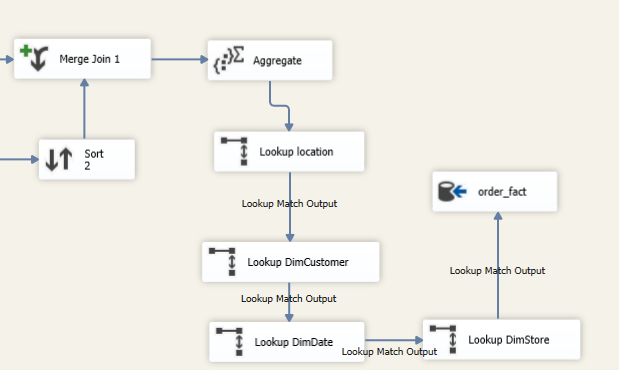 Merge Join 1
Aggregate
Sort
2
Lookup location
Lookup Match Output
order_fact
Lookup DimCustomer
Lookup Match Output
Lookup Match Output
Lookup DimDate
Lookup Match Output
Lookup DimStore